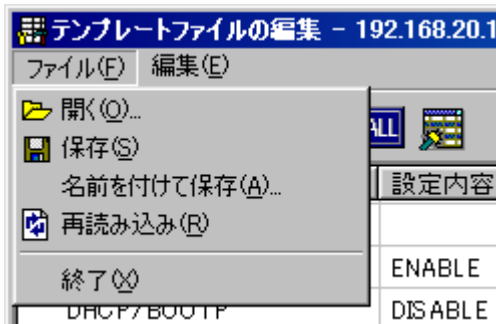 テンプレートファイルの編集 - 192.168.20.1
ファイル(F) 編集(E)
開く(O)...
保存(S)
ALL
名前を付けて保存(A)...
設定内容
再読み込み(R)
終了(X)
ENABLE
DHCP/BOOTP
DISABLE